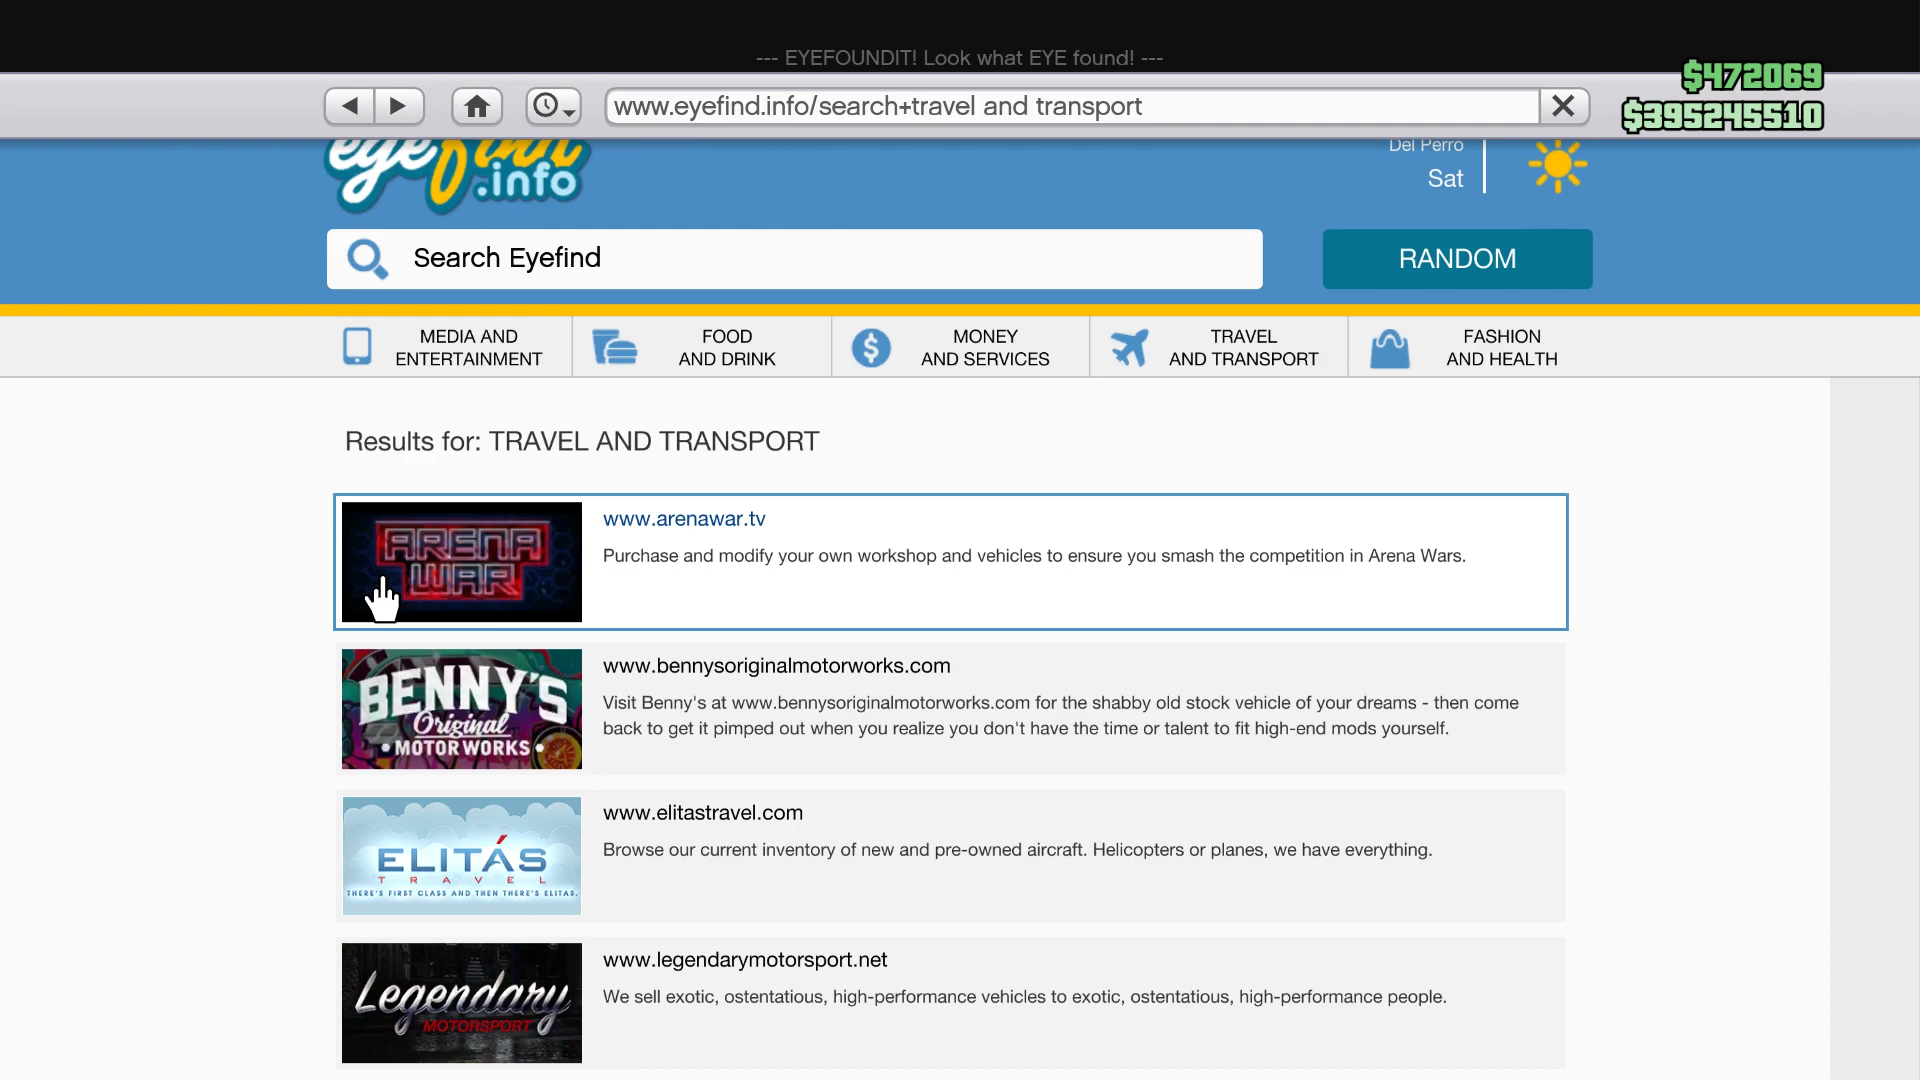 --- EYEFOUNDIT! Look what EYE found! ---
$472069
www.eyefind.info/search+travel and transport
$395245510
eyefind
.info
Del Perro
Sat
Search Eyefind
RANDOM
MEDIA AND
ENTERTAINMENT
FOOD
AND DRINK
MONEY
AND SERVICES
TRAVEL
AND TRANSPORT
FASHION
AND HEALTH
Results for: TRAVEL AND TRANSPORT
ARENA
WAR
www.arenawar.tv
Purchase and modify your own workshop and vehicles to ensure you smash the competition in Arena Wars.
BENNY'S
Original
• MOTOR WORKS •
www.bennysoriginalmotorworks.com
Visit Benny's at www.bennysoriginalmotorworks.com for the shabby old stock vehicle of your dreams - then come
back to get it pimped out when you realize you don't have the time or talent to fit high-end mods yourself.
ELITÁS
TRAVEL
THERE'S FIRST CLASS AND THEN THERE'S ELITAS.
www.elitastravel.com
Browse our current inventory of new and pre-owned aircraft. Helicopters or planes, we have everything.
Legendary
MOTORSPORT
www.legendarymotorsport.net
We sell exotic, ostentatious, high-performance vehicles to exotic, ostentatious, high-performance people.